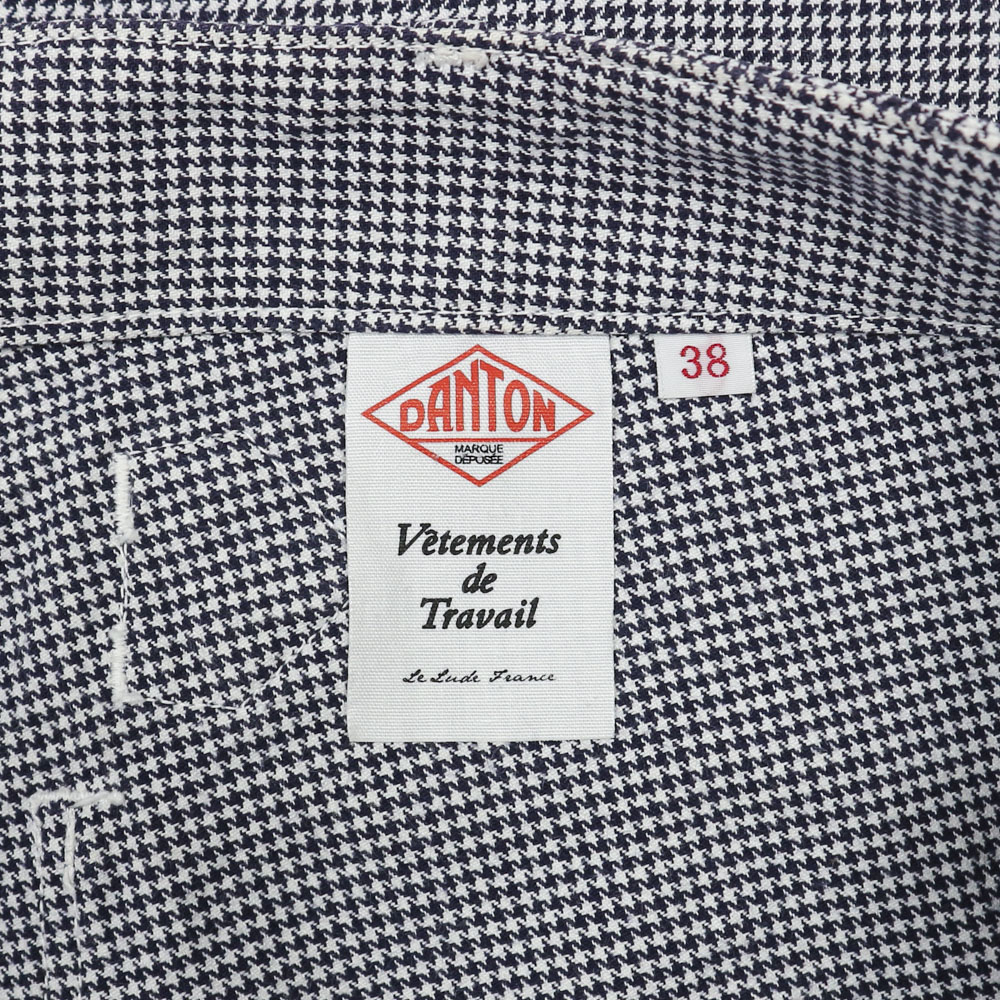 DANTON
MARQUE
DÉPOSÉE
38
Vêtements
de
Travail
Le Lude France